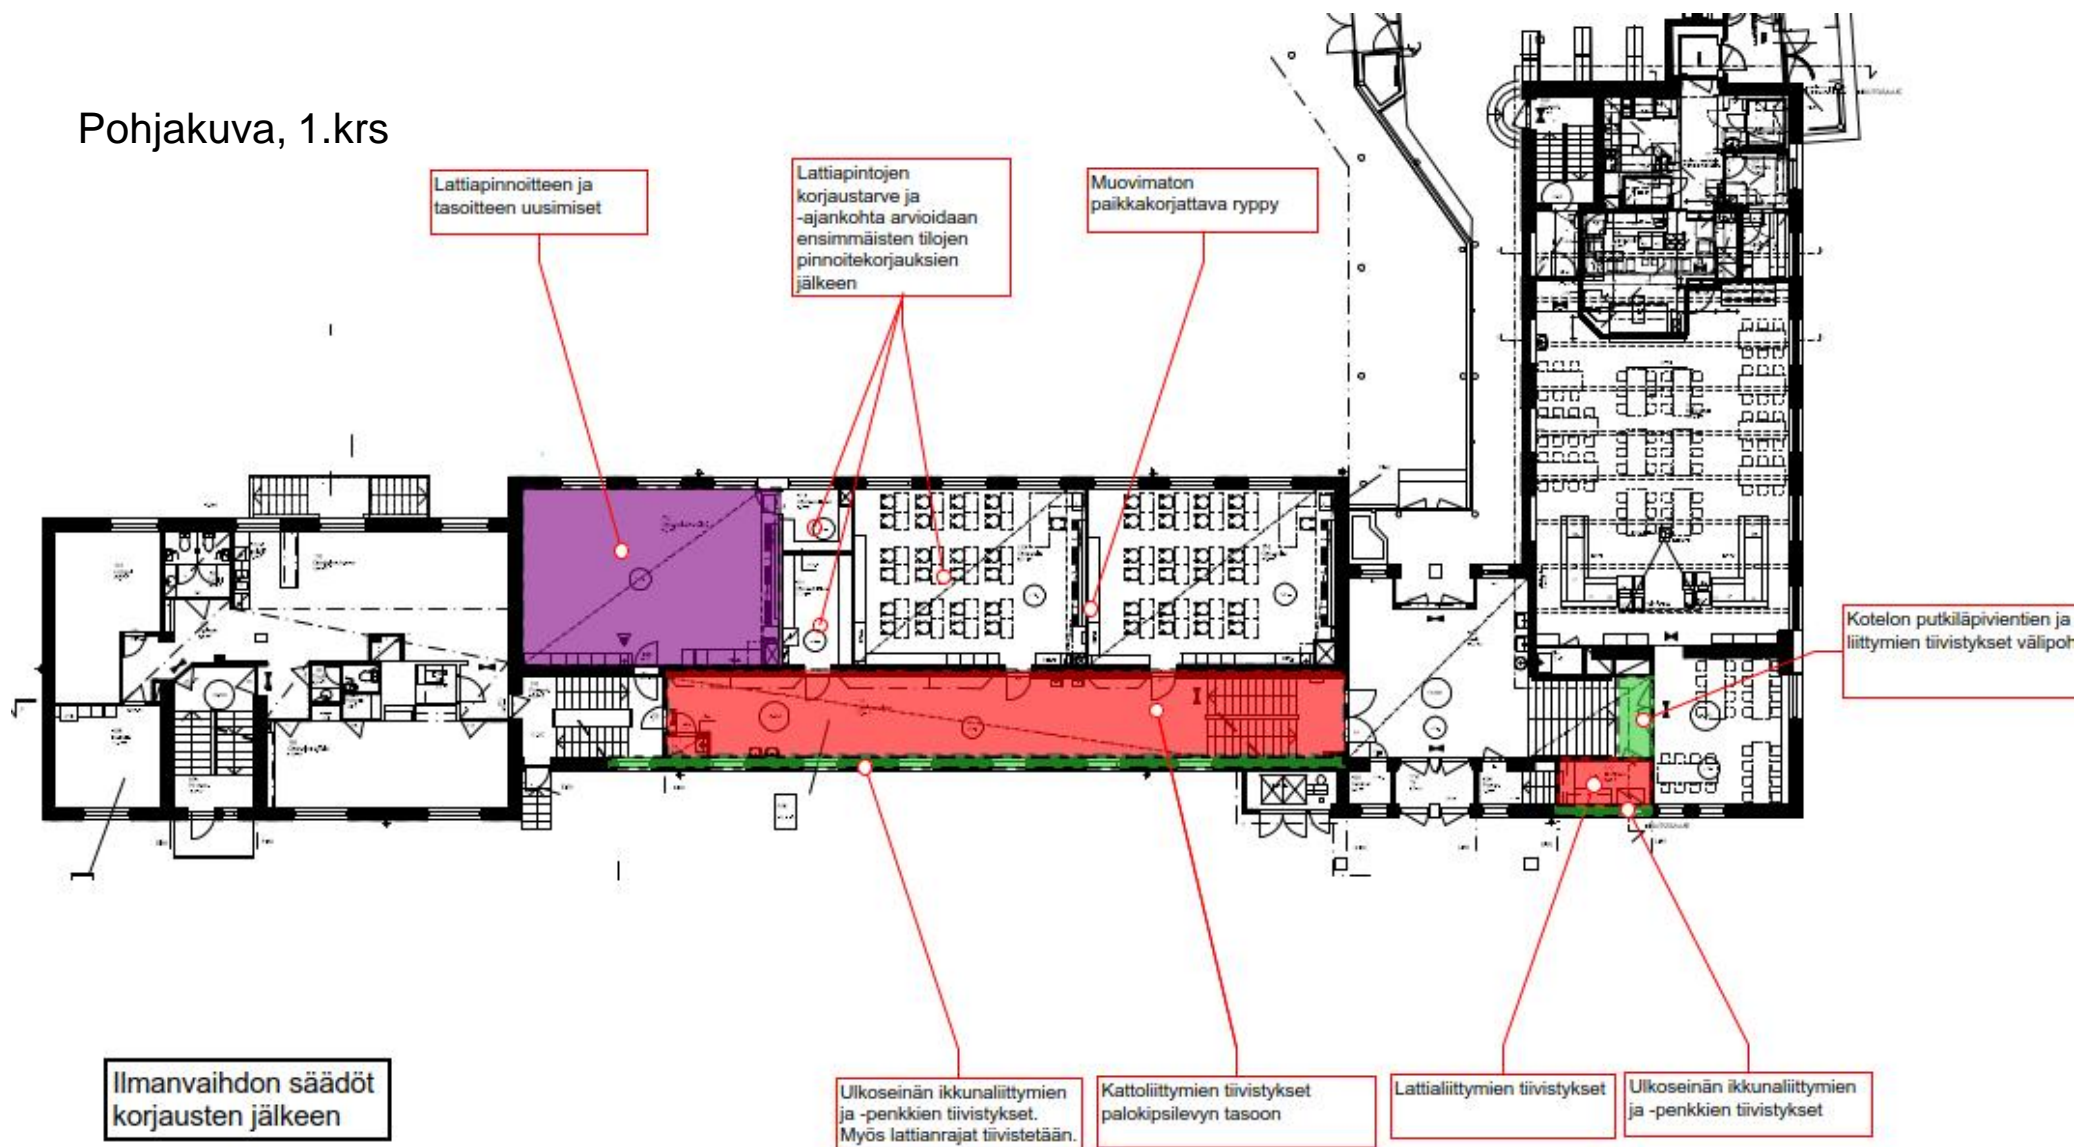 Pohjakuva, 1.krs
Lattiapinnoitteen ja
tasoitteen uusimiset
Lattiapintojen
korjaustarve ja
-ajankohta arvioidaan
ensimmäisten tilojen
pinnoitekorjauksien
jälkeen
Muovimaton
paikkakorjattava ryppy
Kotelon putkiläpivientien ja
liittymien tiivistykset välipoh
Ilmanvaihdon säädöt
korjausten jälkeen
Ulkoseinän ikkunaliittymien
ja -penkkien tiivistykset.
Myös lattianrajat tiivistetään.
Kattoliittymien tiivistykset
palokipsilevyn tasoon
Lattialiittymien tiivistykset
Ulkoseinän ikkunaliittymien
ja -penkkien tiivistykset